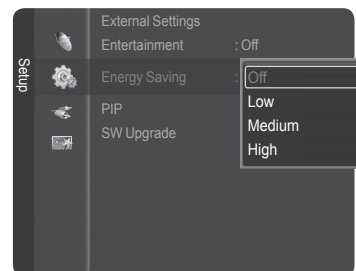 Setup
External Settings
Entertainment : Off
Energy Saving : Off
Low
Medium
High
PIP
SW Upgrade